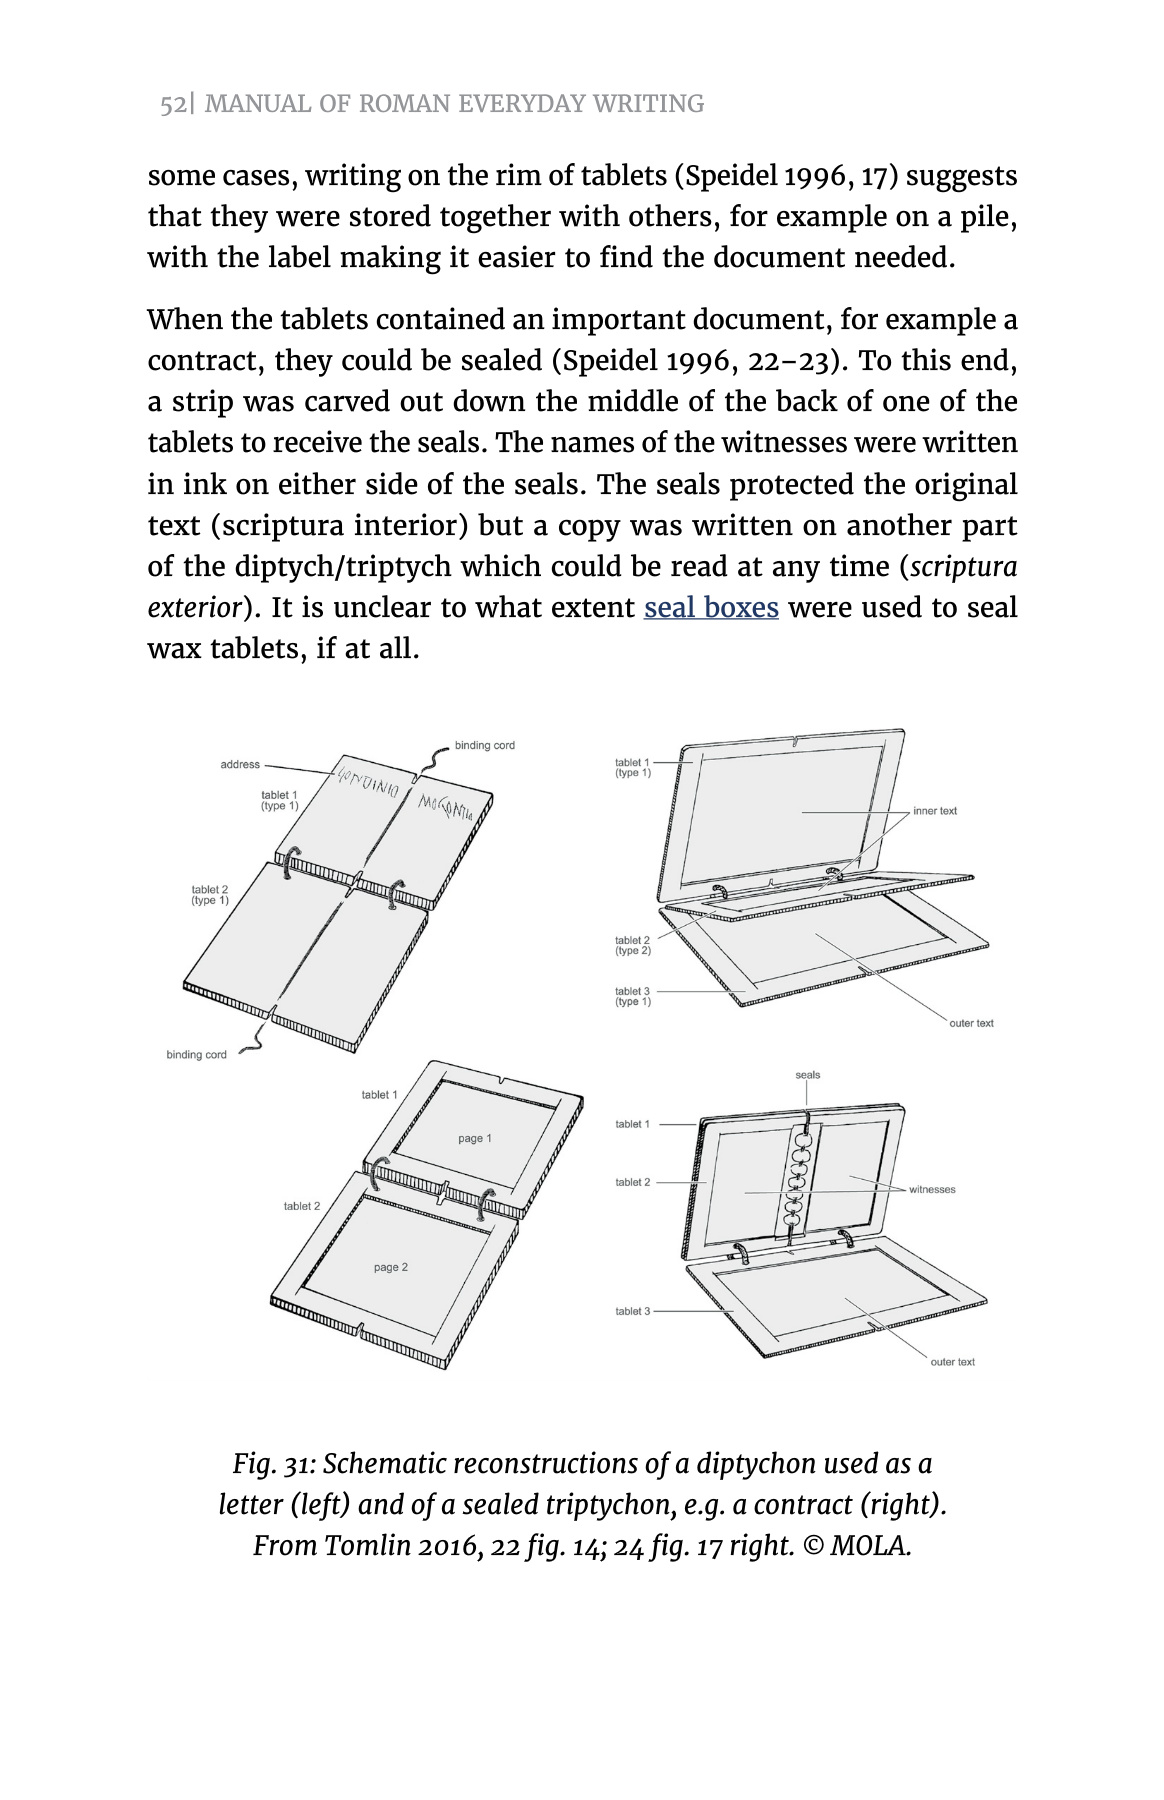 52| MANUAL OF ROMAN EVERYDAY WRITING
some cases, writing on the rim of tablets (Speidel 1996, 17) suggests
that they were stored together with others, for example on a pile,
with the label making it easier to find the document needed.
When the tablets contained an important document, for example a
contract, they could be sealed (Speidel 1996, 22–23). To this end,
a strip was carved out down the middle of the back of one of the
tablets to receive the seals. The names of the witnesses were written
in ink on either side of the seals. The seals protected the original
text (scriptura interior) but a copy was written on another part
of the diptych/triptych which could be read at any time (scriptura
exterior). It is unclear to what extent seal boxes were used to seal
wax tablets, if at all.
binding cord
address
tablet 1
(type 1)
tablet 2
(type 1)
binding cord
tablet 1
page 1
tablet 2
page 2
tablet 1
(type 1)
inner text
tablet 2
(type 2)
tablet 3
(type 1)
outer text
seals
tablet 1
tablet 2
witnesses
tablet 3
outer text
Fig. 31: Schematic reconstructions of a diptychon used as a
letter (left) and of a sealed triptychon, e.g. a contract (right).
From Tomlin 2016, 22 fig. 14; 24 fig. 17 right. © MOLA.